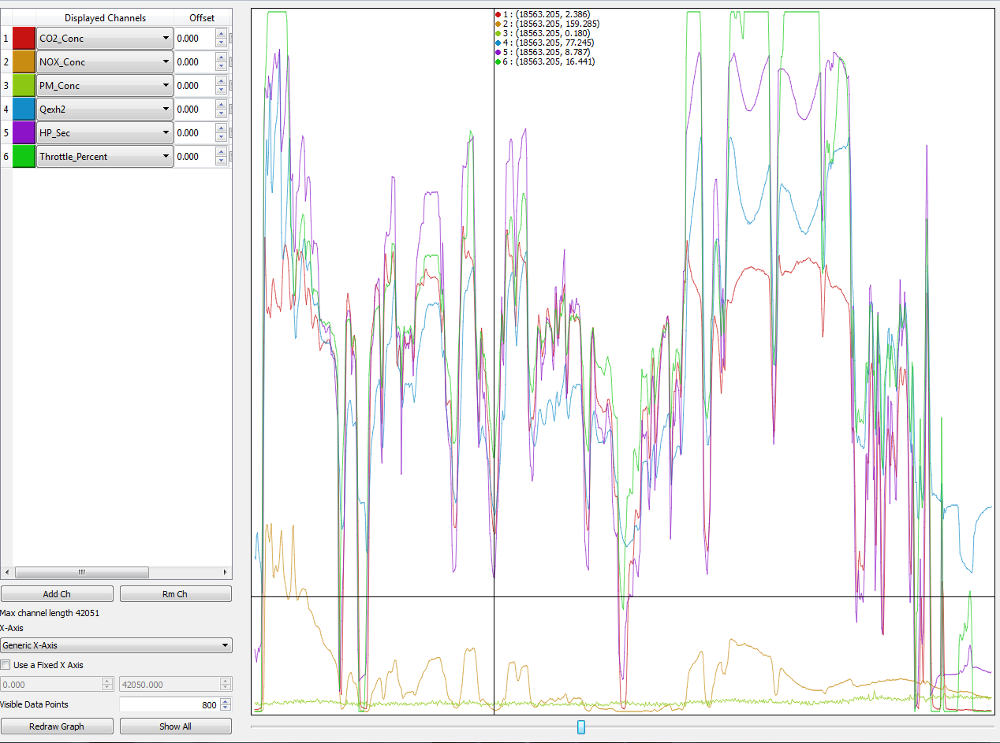 Displayed Channels Offset
1 CO2_Conc 0.000
2 NOX_Conc 0.000
3 PM_Conc 0.000
4 Qexh2 0.000
5 HP_Sec 0.000
6 Throttle_Percent 0.000
Add Ch Rm Ch
Max channel length 42051
X-Axis
Generic X-Axis
Use a Fixed X Axis
0.000 42050.000
Visible Data Points 800
Redraw Graph Show All
1 : (18563.205, 2.386)
2 : (18563.205, 159.285)
3 : (18563.205, 0.180)
4 : (18563.205, 77.245)
5 : (18563.205, 8.787)
6 : (18563.205, 16.441)